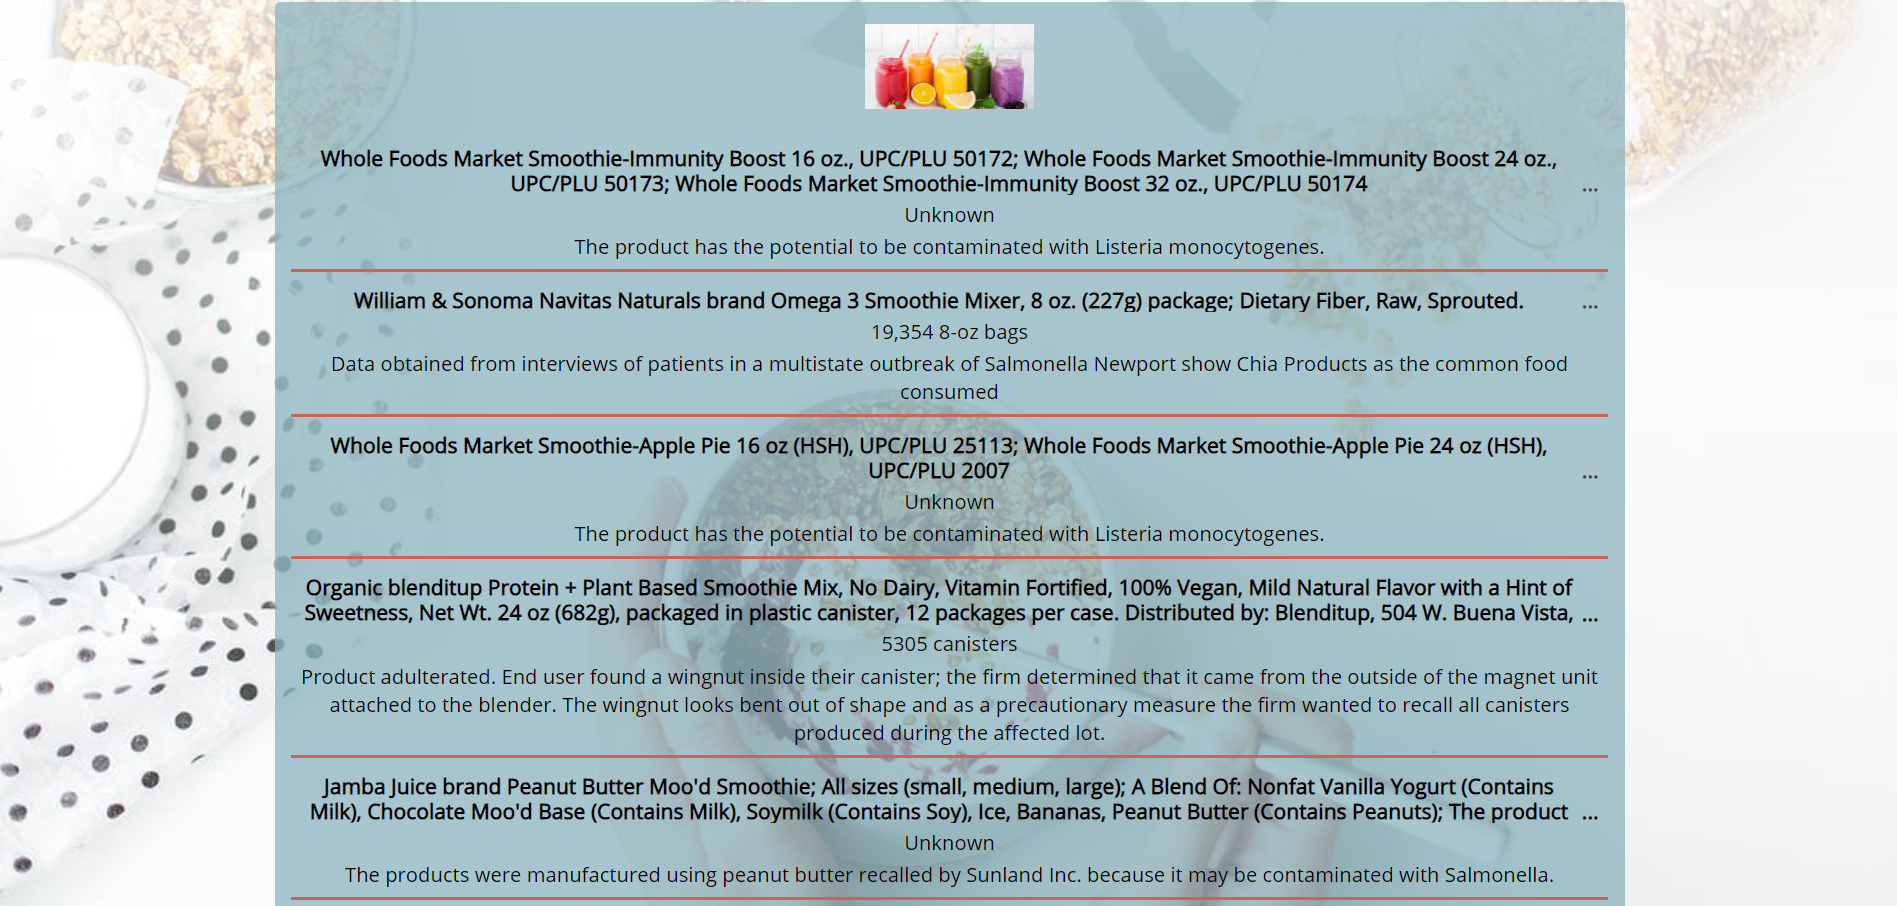 Whole Foods Market Smoothie-Immunity Boost 16 oz., UPC/PLU 50172; Whole Foods Market Smoothie-Immunity Boost 24 oz.,
UPC/PLU 50173; Whole Foods Market Smoothie-Immunity Boost 32 oz., UPC/PLU 50174 ...
Unknown
The product has the potential to be contaminated with Listeria monocytogenes.
William & Sonoma Navitas Naturals brand Omega 3 Smoothie Mixer, 8 oz. (227g) package; Dietary Fiber, Raw, Sprouted. ...
19,354 8-oz bags
Data obtained from interviews of patients in a multistate outbreak of Salmonella Newport show Chia Products as the common food
consumed
Whole Foods Market Smoothie-Apple Pie 16 oz (HSH), UPC/PLU 25113; Whole Foods Market Smoothie-Apple Pie 24 oz (HSH),
UPC/PLU 2007 ...
Unknown
The product has the potential to be contaminated with Listeria monocytogenes.
Organic blenditup Protein + Plant Based Smoothie Mix, No Dairy, Vitamin Fortified, 100% Vegan, Mild Natural Flavor with a Hint of
Sweetness, Net Wt. 24 oz (682g), packaged in plastic canister, 12 packages per case. Distributed by: Blenditup, 504 W. Buena Vista, ...
5305 canisters
Product adulterated. End user found a wingnut inside their canister; the firm determined that it came from the outside of the magnet unit
attached to the blender. The wingnut looks bent out of shape and as a precautionary measure the firm wanted to recall all canisters
produced during the affected lot.
Jamba Juice brand Peanut Butter Moo'd Smoothie; All sizes (small, medium, large); A Blend Of: Nonfat Vanilla Yogurt (Contains
Milk), Chocolate Moo'd Base (Contains Milk), Soymilk (Contains Soy), Ice, Bananas, Peanut Butter (Contains Peanuts); The product ...
Unknown
The products were manufactured using peanut butter recalled by Sunland Inc. because it may be contaminated with Salmonella.